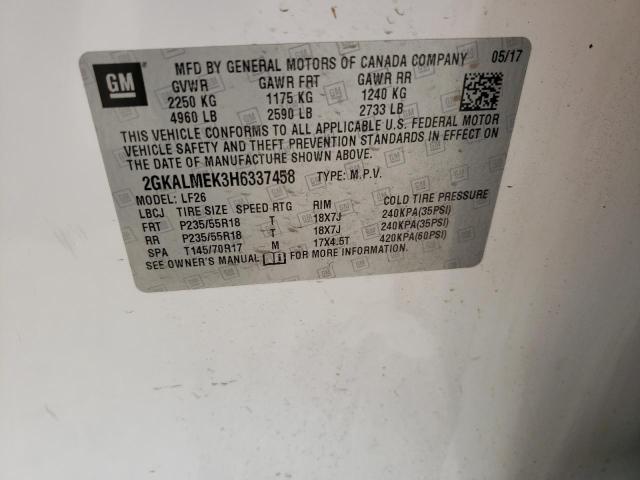 GM
MFD BY GENERAL MOTORS OF CANADA COMPANY 05/17
GVWR GAWR FRT GAWR RR
2250 KG 1175 KG 1240 KG
4960 LB 2590 LB 2733 LB
THIS VEHICLE CONFORMS TO ALL APPLICABLE U.S. FEDERAL MOTOR
VEHICLE SAFETY AND THEFT PREVENTION STANDARDS IN EFFECT ON
THE DATE OF MANUFACTURE SHOWN ABOVE.
2GKALMEK3H6337458 TYPE: M.P.V.
MODEL: LF26
LBCJ TIRE SIZE SPEED RTG RIM COLD TIRE PRESSURE
FRT P235/55R18 T 18X7J 240KPA(35PSI)
RR P235/55R18 T 18X7J 240KPA(35PSI)
SPA T145/70R17 M 17X4.5T 420KPA(60PSI)
SEE OWNER'S MANUAL FOR MORE INFORMATION.